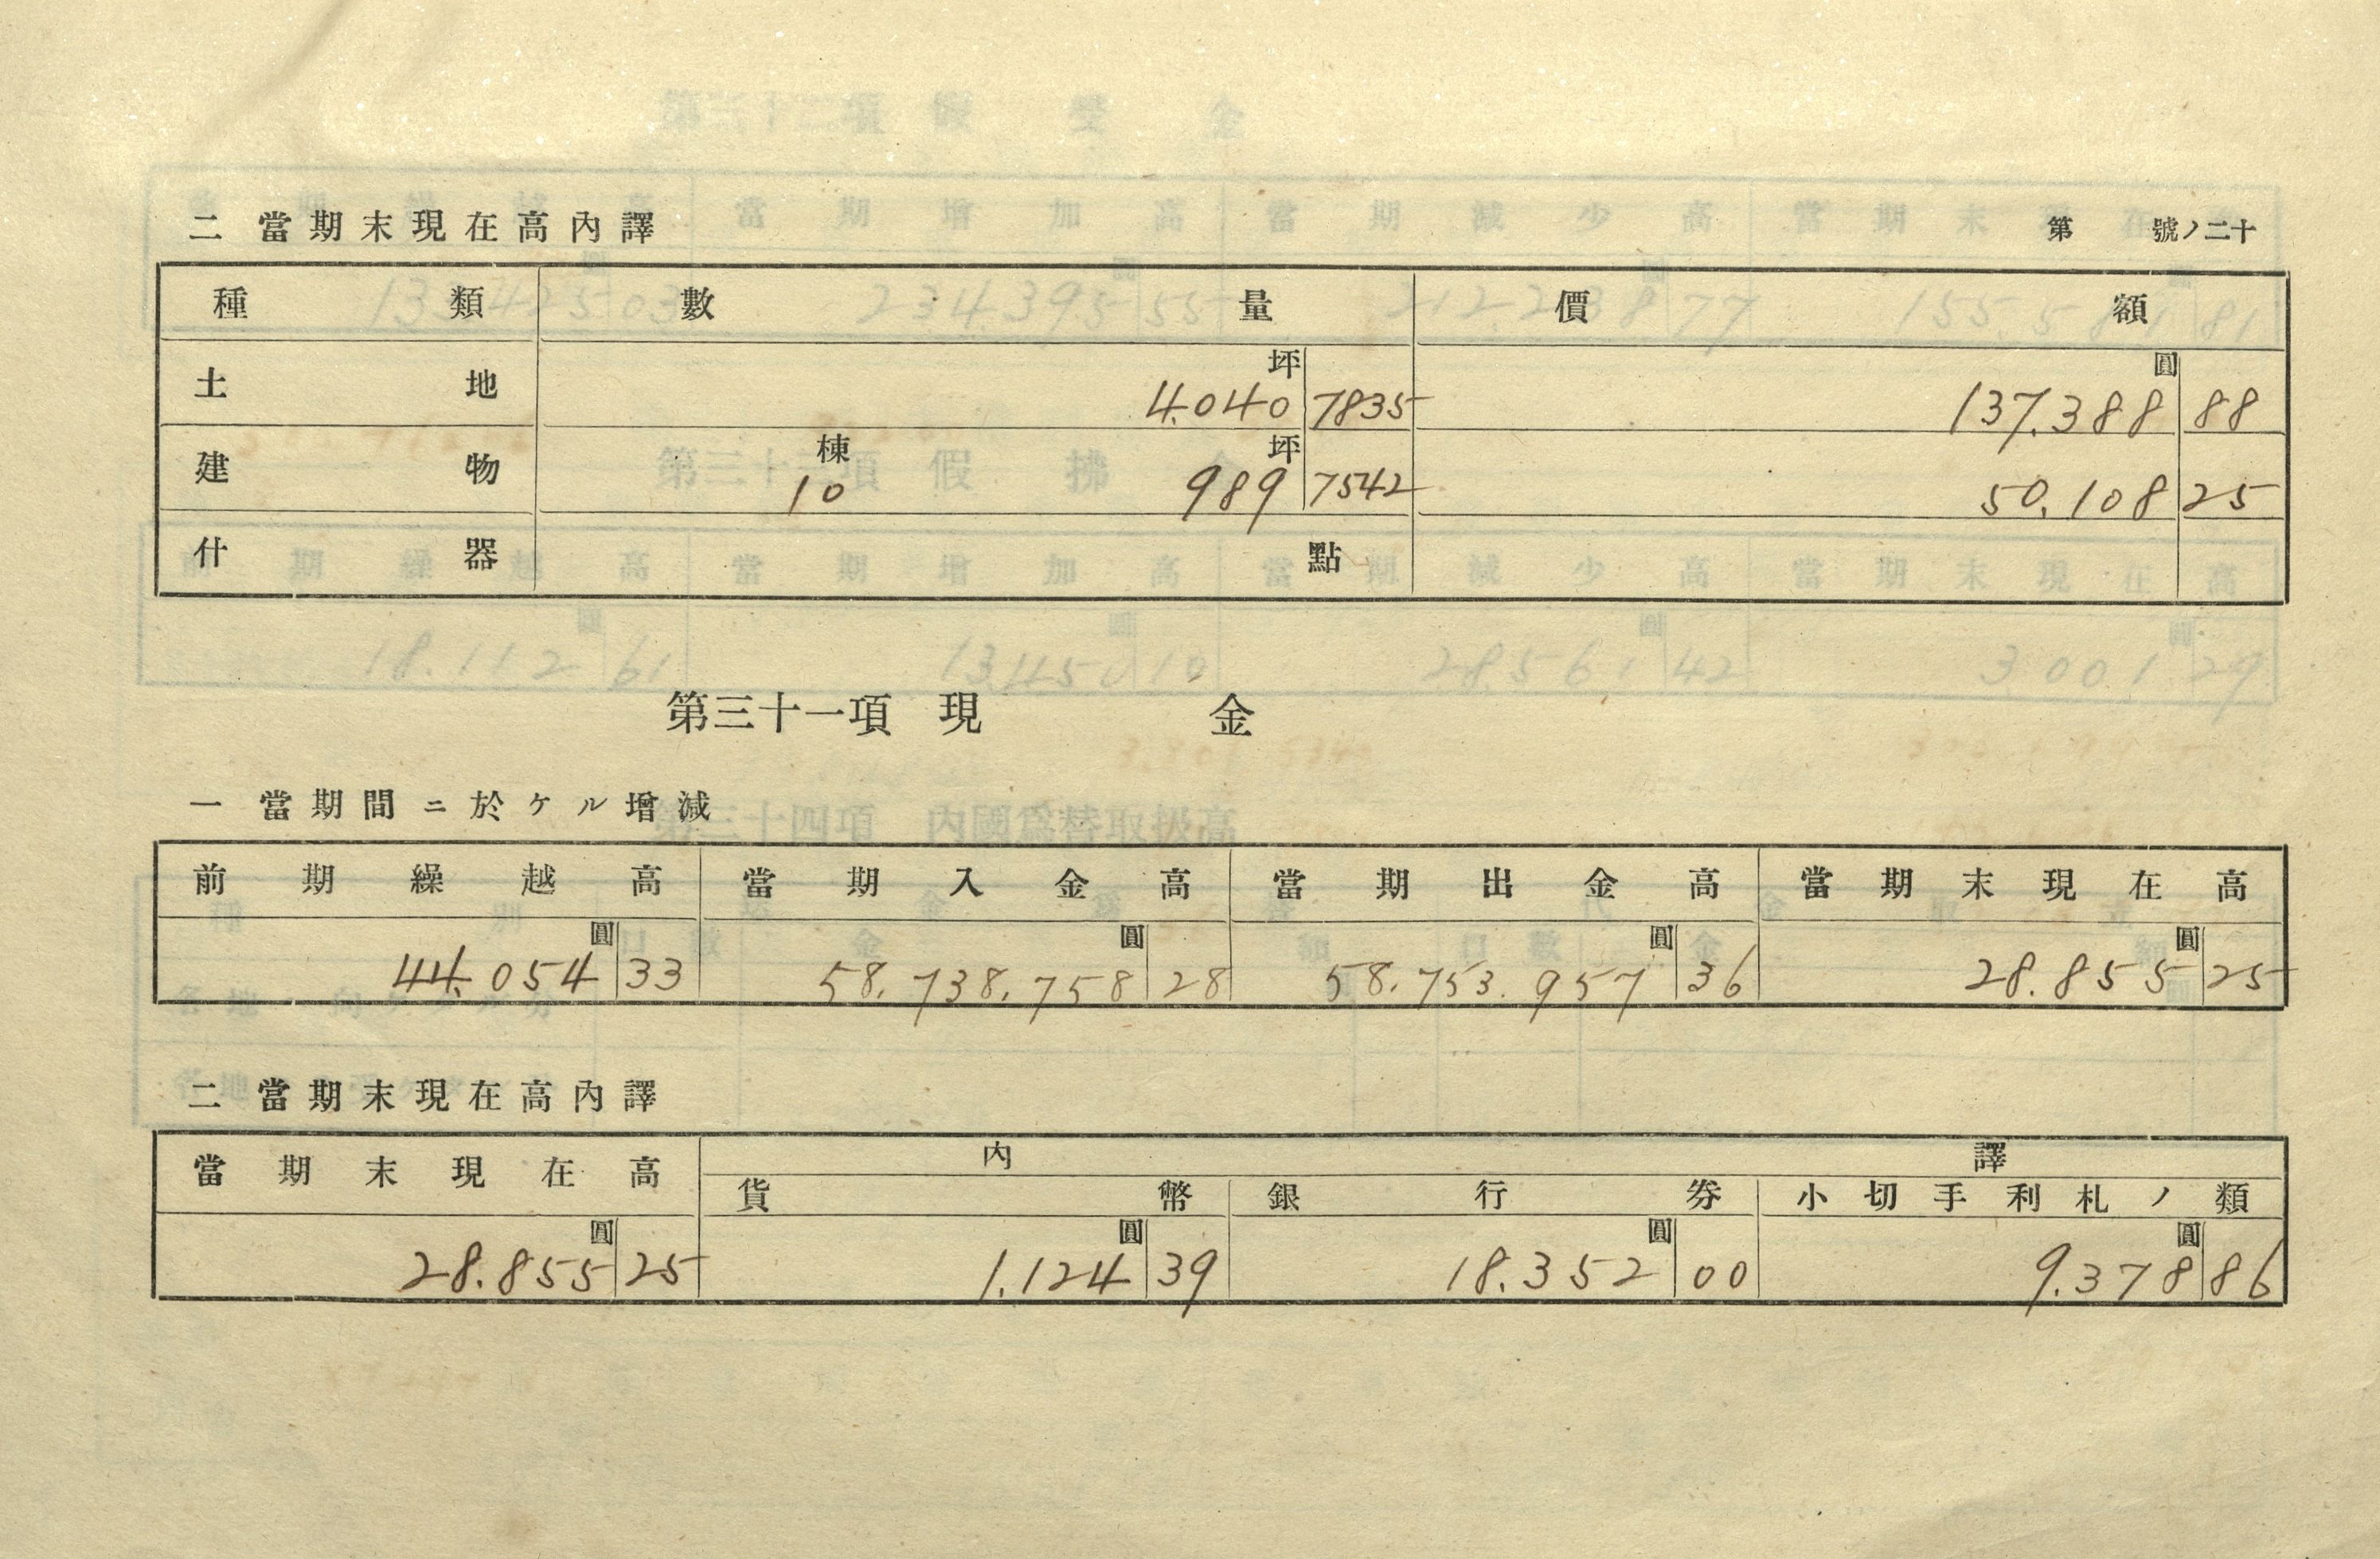 二 當期末現在高內譯 第 號ノ二十
種類 數量 價額
土地 坪 4.040 7835 圓 137.388 88
建物 棟 10 坪 989 7542 50.108 25
什器 點
第三十一項 現金
一 當期間ニ於ケル增減
前期繰越高 當期入金高 當期出金高 當期末現在高
圓 圓 圓 圓
44.054 33 58.738.758 28 58.753.957 36 28.855 25
二 當期末現在高內譯
當期末現在高 內譯
貨幣 銀行券 小切手利札ノ類
圓 圓 圓 圓
28.855 25 1.124 39 18.352 00 9.378 86